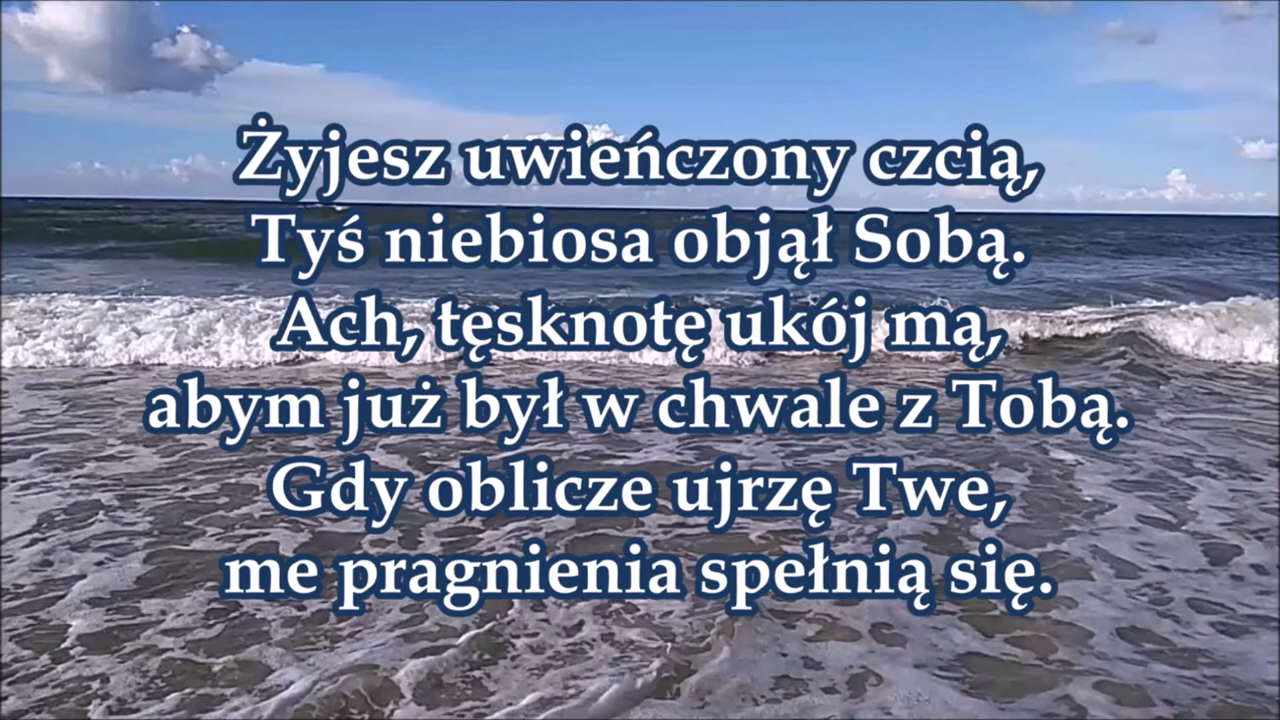 Żyjesz uwieńczony czcią,
Tyś niebiosa objął Sobą.
Ach, tęsknotę ukój mą,
abym już był w chwale z Tobą.
Gdy oblicze ujrzę Twe,
me pragnienia spełnią się.